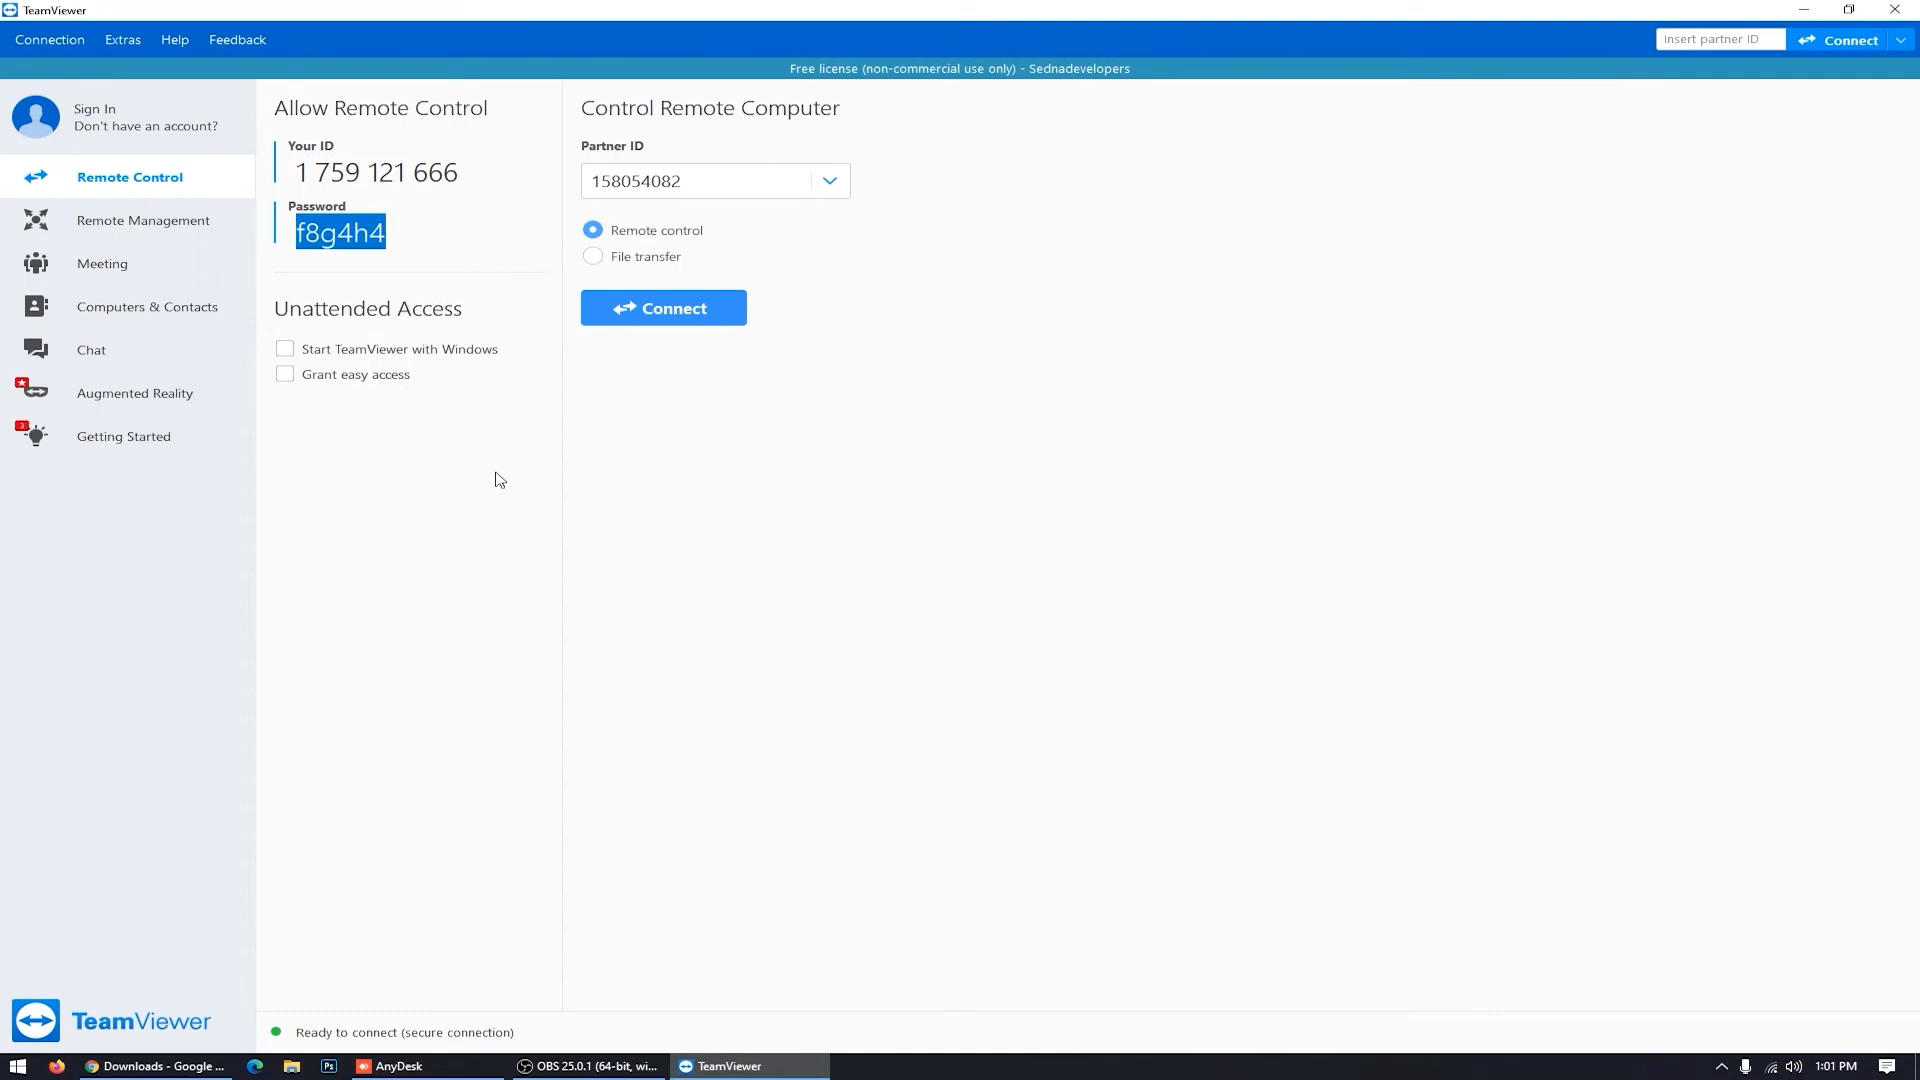 TeamViewer
Connection Extras Help Feedback
Insert partner ID Connect
Free license (non-commercial use only) - Sednadevelopers
Sign In
Don't have an account?
Remote Control
Remote Management
Meeting
Computers & Contacts
Chat
Augmented Reality
3
Getting Started
TeamViewer
Allow Remote Control
Your ID
1 759 121 666
Password
f8g4h4
Unattended Access
Start TeamViewer with Windows
Grant easy access
Control Remote Computer
Partner ID
158054082
Remote control
File transfer
Connect
Ready to connect (secure connection)
Downloads - Google ... Ps AnyDesk OBS 25.0.1 (64-bit, wi... TeamViewer 1:01 PM